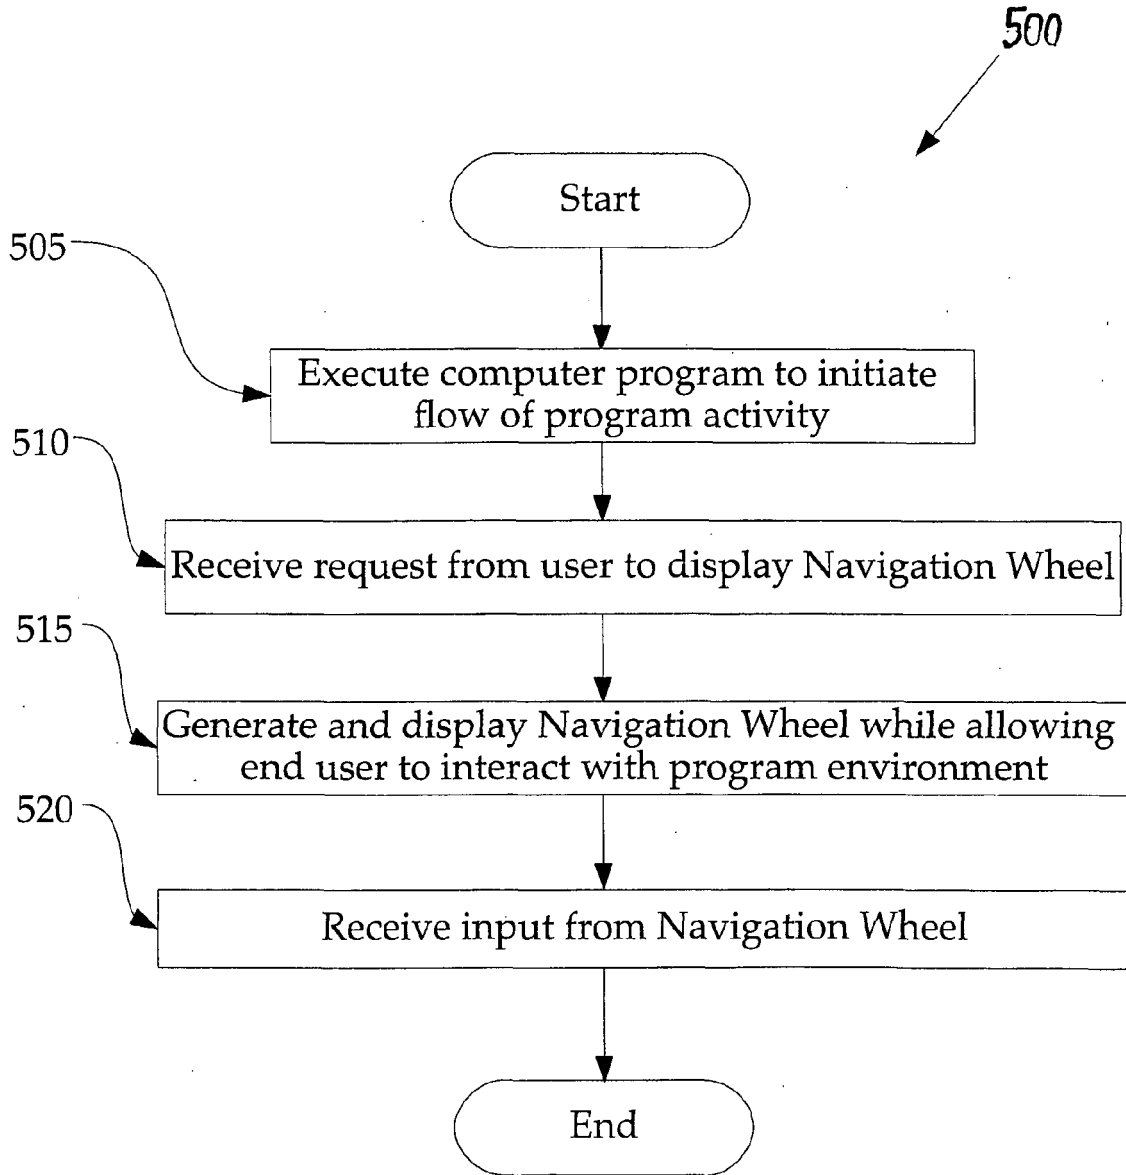 500
Start
505
Execute computer program to initiate
flow of program activity
510
Receive request from user to display Navigation Wheel
515
Generate and display Navigation Wheel while allowing
end user to interact with program environment
520
Receive input from Navigation Wheel
End